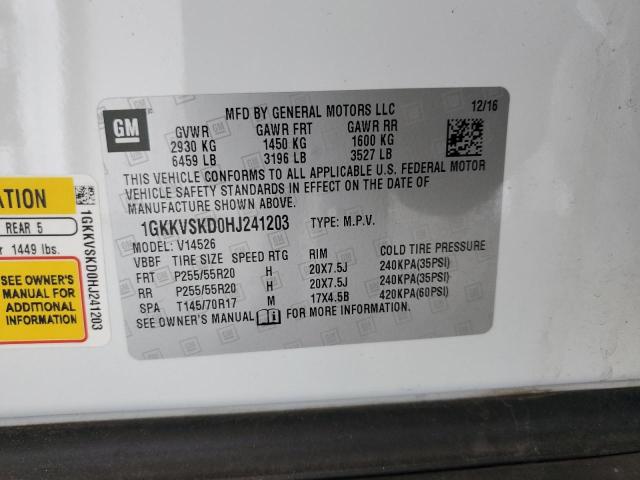 GM
MFD BY GENERAL MOTORS LLC 12/16
GVWR GAWR FRT GAWR RR
2930 KG 1450 KG 1600 KG
6459 LB 3196 LB 3527 LB
THIS VEHICLE CONFORMS TO ALL APPLICABLE U.S. FEDERAL MOTOR
VEHICLE SAFETY STANDARDS IN EFFECT ON THE DATE OF
MANUFACTURE SHOWN ABOVE.
1GKKVSKD0HJ241203 TYPE: M.P.V.
MODEL: V14526
VBBF TIRE SIZE SPEED RTG RIM COLD TIRE PRESSURE
FRT P255/55R20 H 20X7.5J 240KPA(35PSI)
RR P255/55R20 H 20X7.5J 240KPA(35PSI)
SPA T145/70R17 M 17X4.5B 420KPA(60PSI)
SEE OWNER'S MANUAL FOR MORE INFORMATION.
ATION
REAR 5
1449 lbs.
SEE OWNER'S
MANUAL FOR
ADDITIONAL
INFORMATION
1GKKVSKD0HJ241203